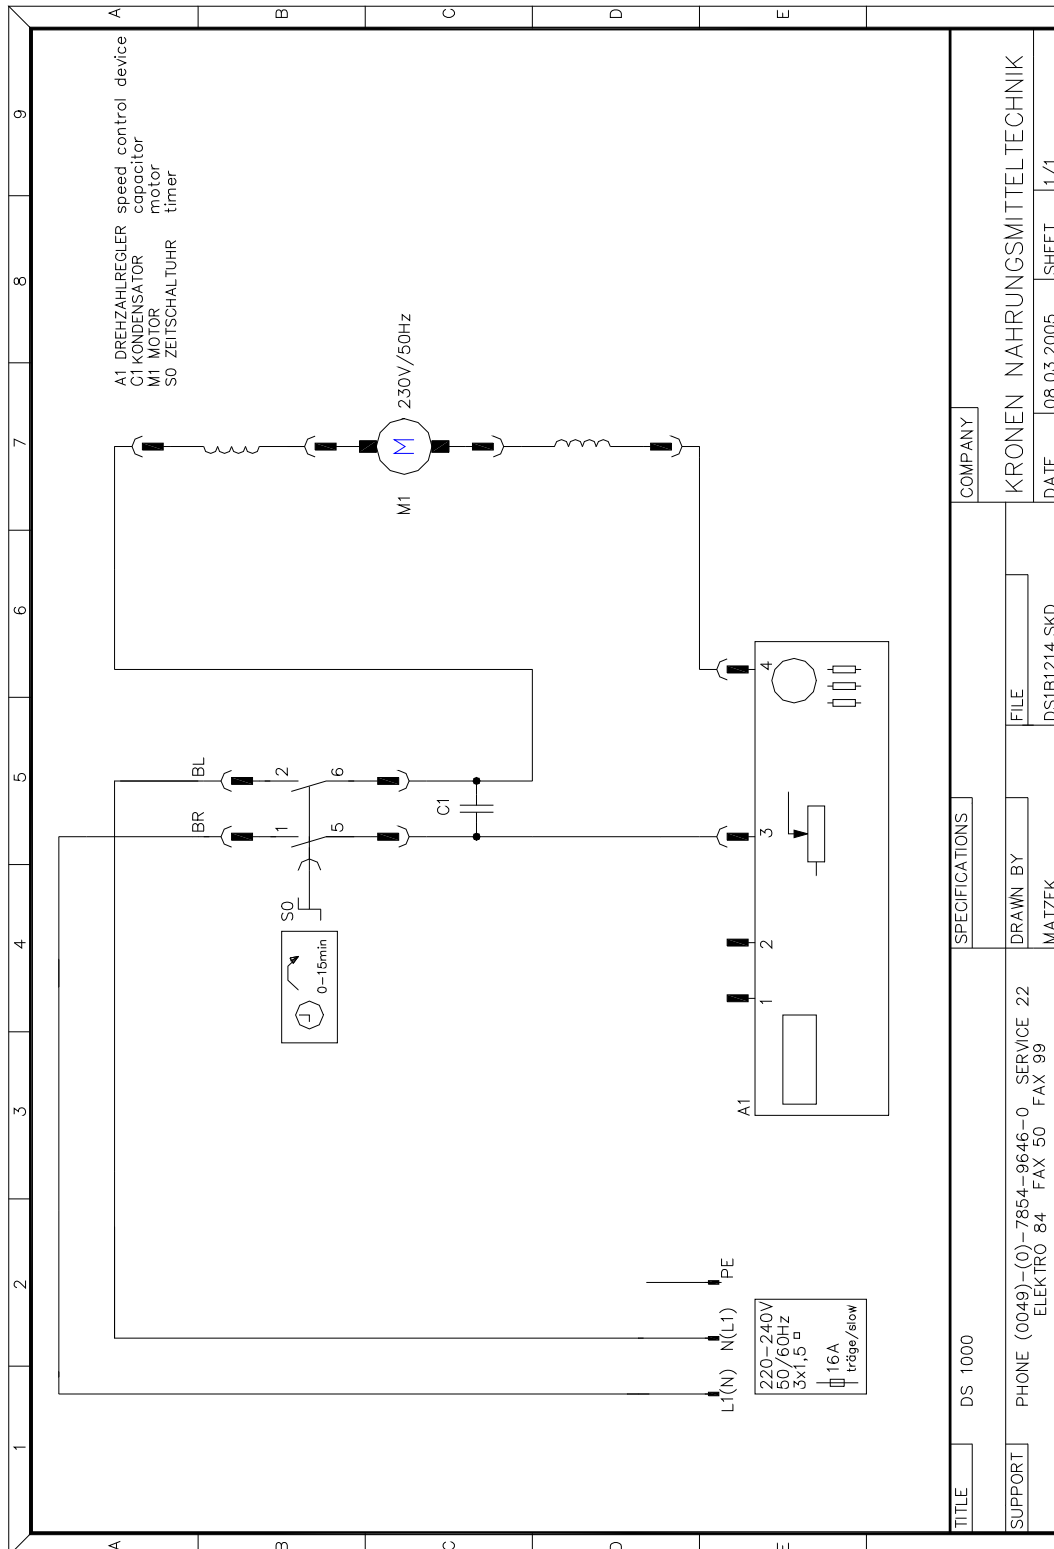 1 2 3 4 5 6 7 8 9
A
B
C
D
E
A
B
C
D
E
A1 DREHZAHLREGLER speed control device
C1 KONDENSATOR capacitor
M1 MOTOR motor
S0 ZEITSCHALTUHR timer
BR BL
S0
0-15min
1 2
5 6
C1
M1
M
230V/50Hz
A1
1 2 3 4
L1(N) N(L1) PE
220-240V
50/60Hz
3x1,5
16A
träge/slow
TITLE
DS 1000
SPECIFICATIONS
COMPANY
KRONEN NAHRUNGSMITTELTECHNIK
SUPPORT
PHONE (0049)-(0)-7854-9646-0 SERVICE 22
ELEKTRO 84 FAX 50 FAX 99
DRAWN BY
MATZEK
FILE
DS1B1214.SKD
DATE 08.03.2005 SHEET 1/1